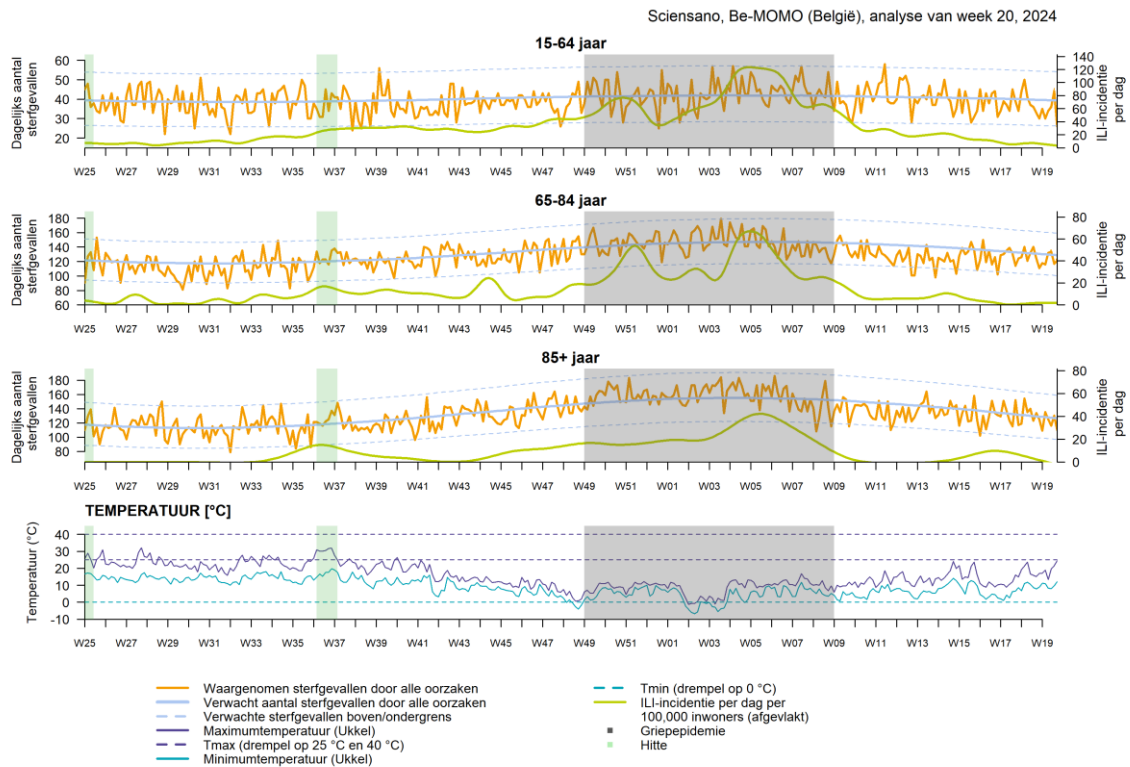 Sciensano, Be-MOMO (België), analyse van week 20, 2024
15-64 jaar
Dagelijks aantal
sterfgevallen
60
50
40
30
20
140
120
100
80
60
40
20
0
ILI-incidentie
per dag
W25 W27 W29 W31 W33 W35 W37 W39 W41 W43 W45 W47 W49 W51 W01 W03 W05 W07 W09 W11 W13 W15 W17 W19
65-84 jaar
Dagelijks aantal
sterfgevallen
180
160
140
120
100
80
60
80
60
40
20
0
ILI-incidentie
per dag
W25 W27 W29 W31 W33 W35 W37 W39 W41 W43 W45 W47 W49 W51 W01 W03 W05 W07 W09 W11 W13 W15 W17 W19
85+ jaar
Dagelijks aantal
sterfgevallen
180
160
140
120
100
80
80
60
40
20
0
ILI-incidentie
per dag
W25 W27 W29 W31 W33 W35 W37 W39 W41 W43 W45 W47 W49 W51 W01 W03 W05 W07 W09 W11 W13 W15 W17 W19
TEMPERATUUR [°C]
Temperatuur (°C)
40
30
20
10
0
-10
W25 W27 W29 W31 W33 W35 W37 W39 W41 W43 W45 W47 W49 W51 W01 W03 W05 W07 W09 W11 W13 W15 W17 W19
Waargenomen sterfgevallen door alle oorzaken
Verwacht aantal sterfgevallen door alle oorzaken
Verwachte sterfgevallen boven/ondergrens
Maximumtemperatuur (Ukkel)
Tmax (drempel op 25 °C en 40 °C)
Minimumtemperatuur (Ukkel)
Tmin (drempel op 0 °C)
ILI-incidentie per dag per
100,000 inwoners (afgevlakt)
Griepepidemie
Hitte